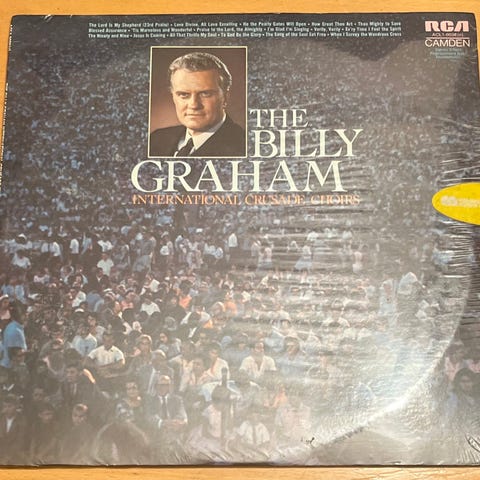 The Lord Is My Shepherd (23rd Psalm) • Love Divine, All Love Excelling • He the Pearly Gates Will Open • How Great Thou Art • Thou Mighty to Save
Blessed Assurance • 'Tis Marvelous and Wonderful • Praise to the Lord, the Almighty • I'm Glad I'm Singing • Verily, Verily • Ev'ry Time I Feel the Spirit
The Ninety and Nine • Jesus Is Coming • All That Thrills My Soul • To God Be the Glory • The Song of the Soul Set Free • When I Survey the Wondrous Cross
RCA
CAMDEN
THE
BILLY
GRAHAM
INTERNATIONAL CRUSADE CHOIRS